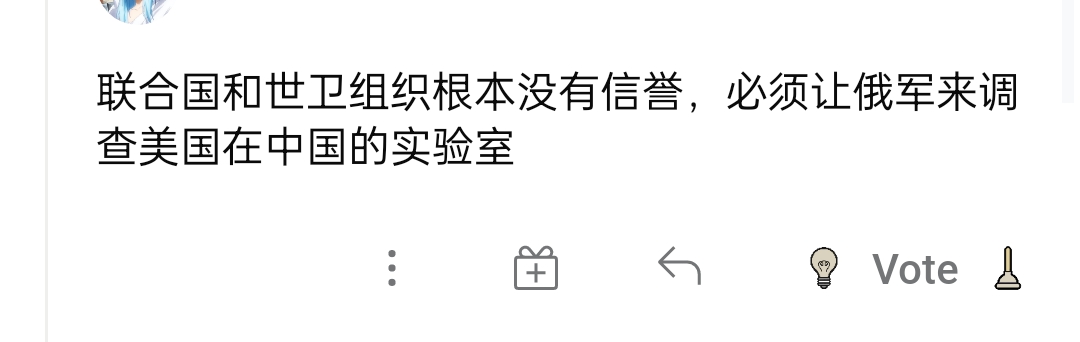 联合国和世卫组织根本没有信誉，必须让俄军来调
查美国在中国的实验室
Vote